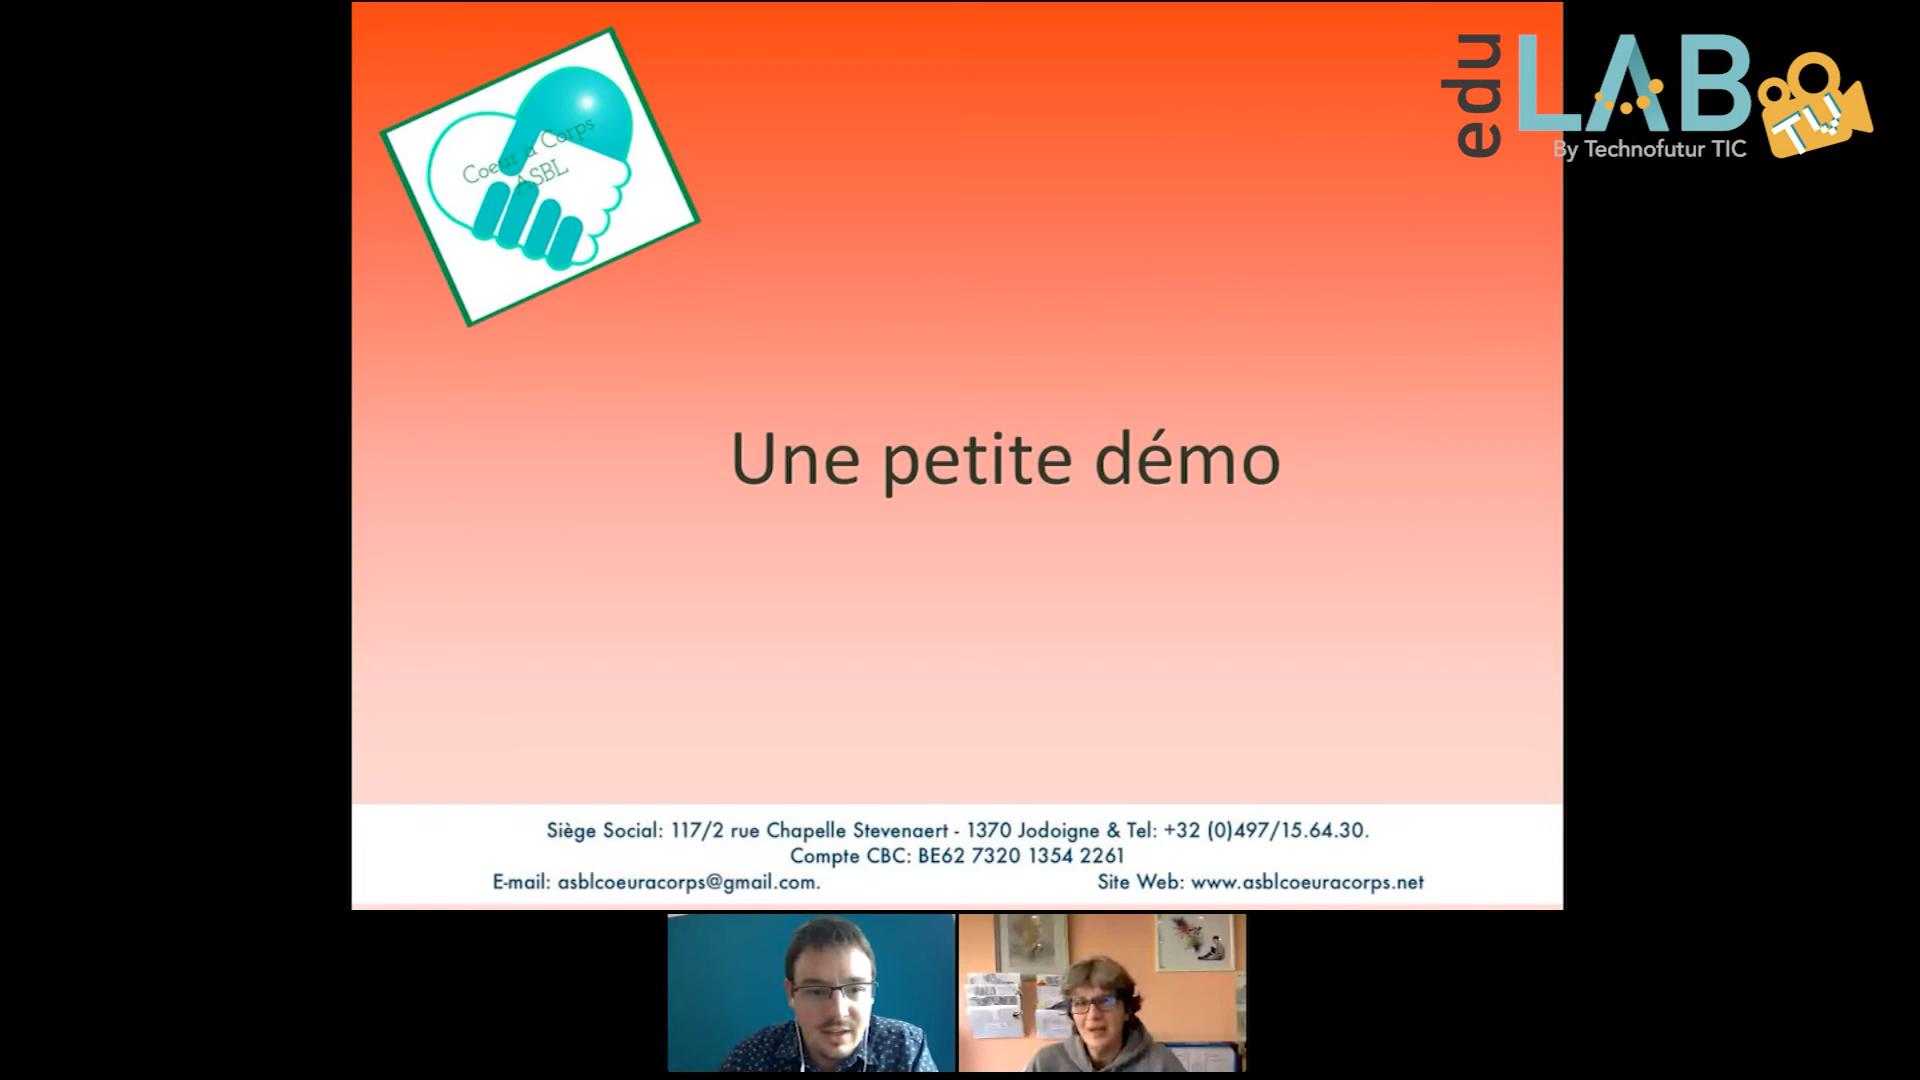 Coeur à Corps
ASBL
edu
LAB
TV
By Technofutur TIC
Une petite démo
Siège Social: 117/2 rue Chapelle Stevenaert - 1370 Jodoigne & Tel: +32 (0)497/15.64.30.
Compte CBC: BE62 7320 1354 2261
E-mail: asblcoeuracorps@gmail.com. Site Web: www.asblcoeuracorps.net